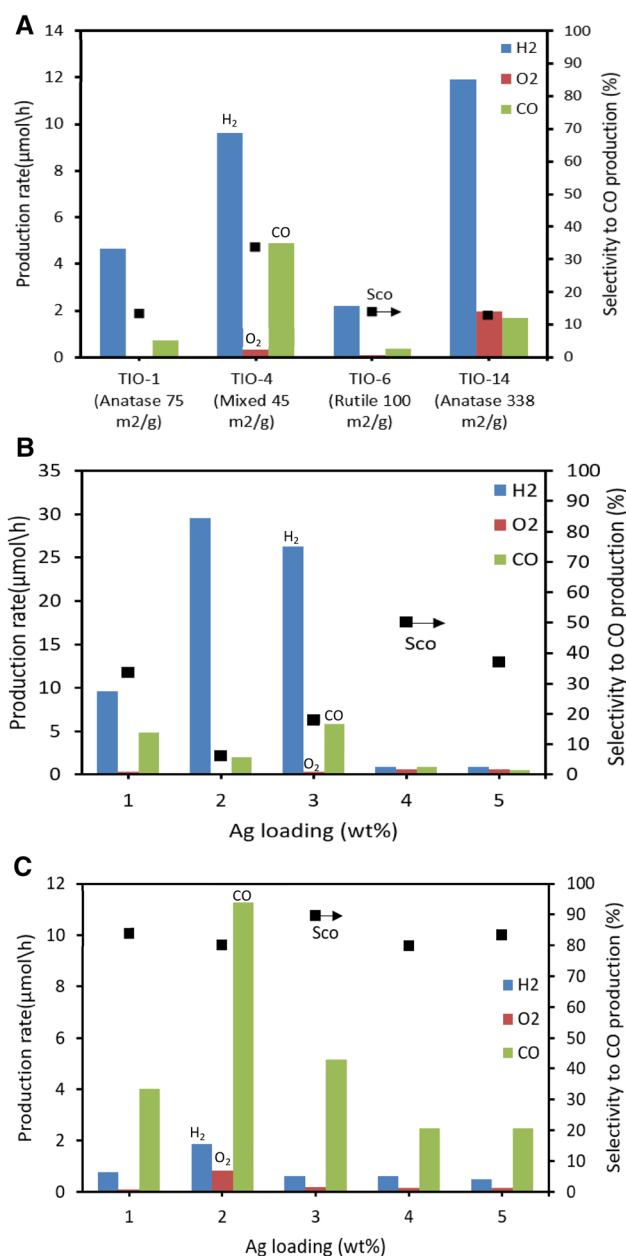 A
14
12
10
8
6
4
2
0
Production rate(µmol\h)
100
90
80
70
60
50
40
30
20
10
0
Selectivity to CO production (%)
H2
O2
CO
H₂
O₂
CO
Sco
TIO-1
(Anatase 75
m2/g)
TIO-4
(Mixed 45
m2/g)
TIO-6
(Rutile 100
m2/g)
TIO-14
(Anatase 338
m2/g)
B
35
30
25
20
15
10
5
0
Production rate(µmol\h)
100
90
80
70
60
50
40
30
20
10
0
Selectivity to CO production (%)
H2
O2
CO
H₂
O₂
CO
Sco
1 2 3 4 5
Ag loading (wt%)
C
12
10
8
6
4
2
0
Production rate(µmol\h)
100
90
80
70
60
50
40
30
20
10
0
Selectivity to CO production (%)
CO
Sco
H2
O2
CO
H₂
O₂
1 2 3 4 5
Ag loading (wt%)